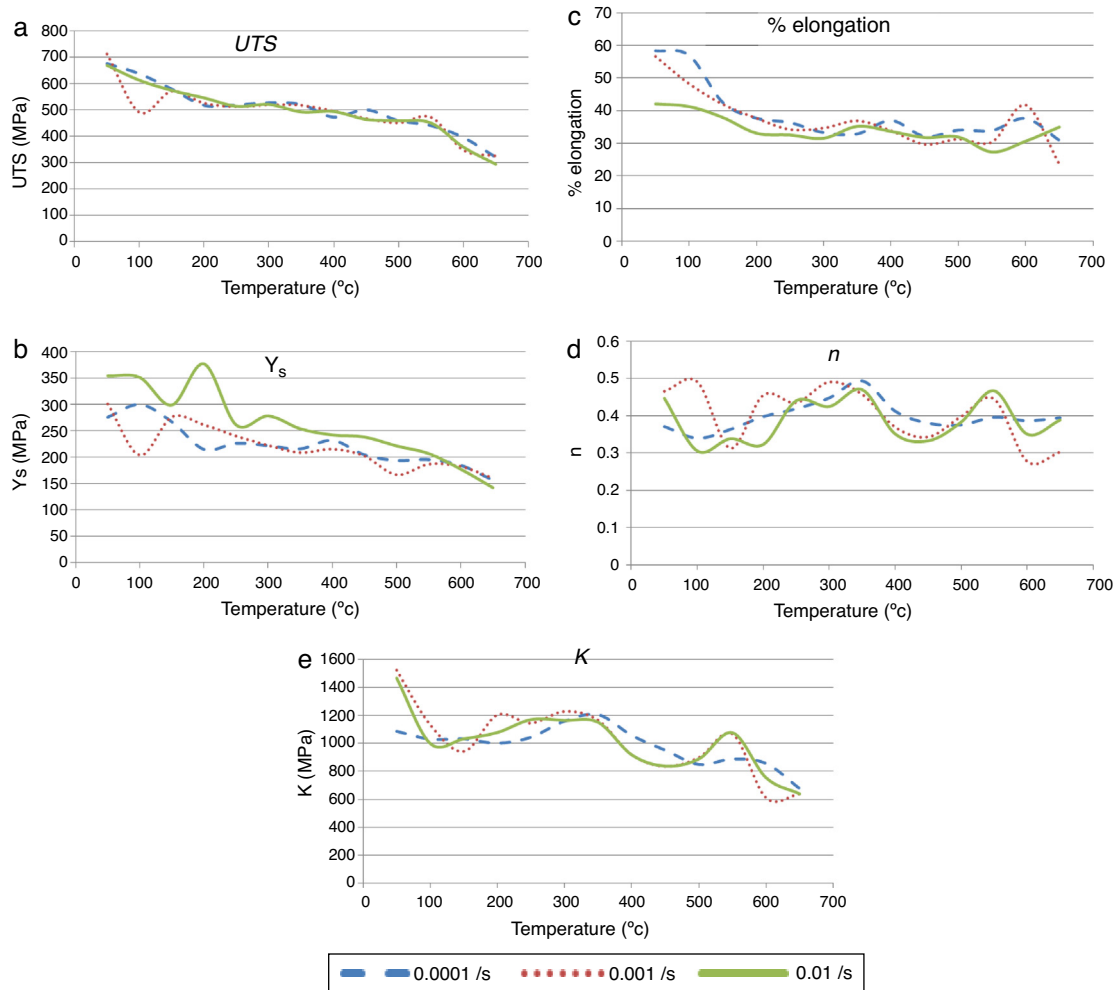 a
UTS
800
700
600
500
400
300
200
100
0
UTS (MPa)
0 100 200 300 400 500 600 700
Temperature (ºc)
c
% elongation
70
60
50
40
30
20
10
0
% elongation
0 100 200 300 400 500 600 700
Temperature (ºc)
b
Ys
400
350
300
250
200
150
100
50
0
Ys (MPa)
0 100 200 300 400 500 600 700
Temperature (ºc)
d
n
0.6
0.5
0.4
0.3
0.2
0.1
0
n
0 100 200 300 400 500 600 700
Temperature (ºc)
e
K
1600
1400
1200
1000
800
600
400
200
0
K (MPa)
0 100 200 300 400 500 600 700
Temperature (ºc)
0.0001 /s 0.001 /s 0.01 /s